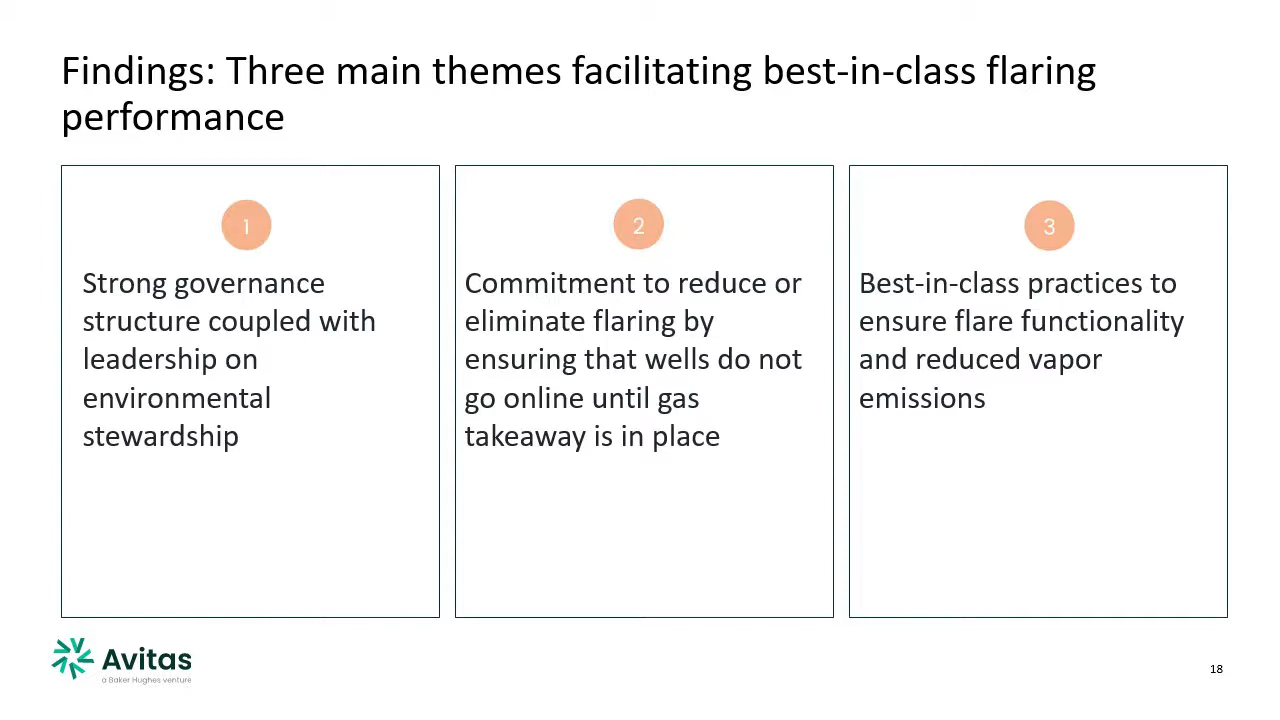 Findings: Three main themes facilitating best-in-class flaring
performance
1
Strong governance
structure coupled with
leadership on
environmental
stewardship
2
Commitment to reduce or
eliminate flaring by
ensuring that wells do not
go online until gas
takeaway is in place
3
Best-in-class practices to
ensure flare functionality
and reduced vapor
emissions
Avitas
a Baker Hughes venture
18